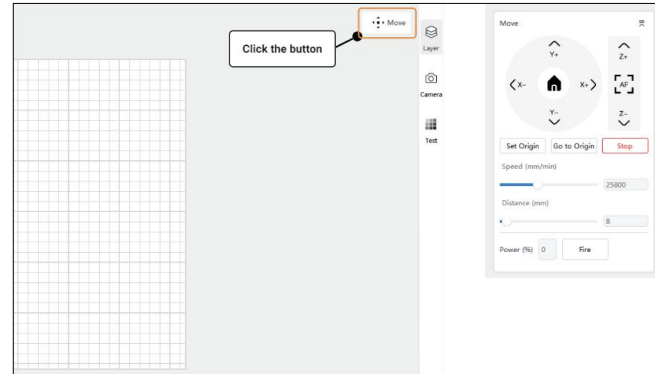 Move
Click the button
Layer
Camera
Test
Move
Y+
X-
X+
Y-
Z+
AF
Z-
Set Origin
Go to Origin
Stop
Speed (mm/min)
25800
Distance (mm)
8
Power (%)
0
Fire